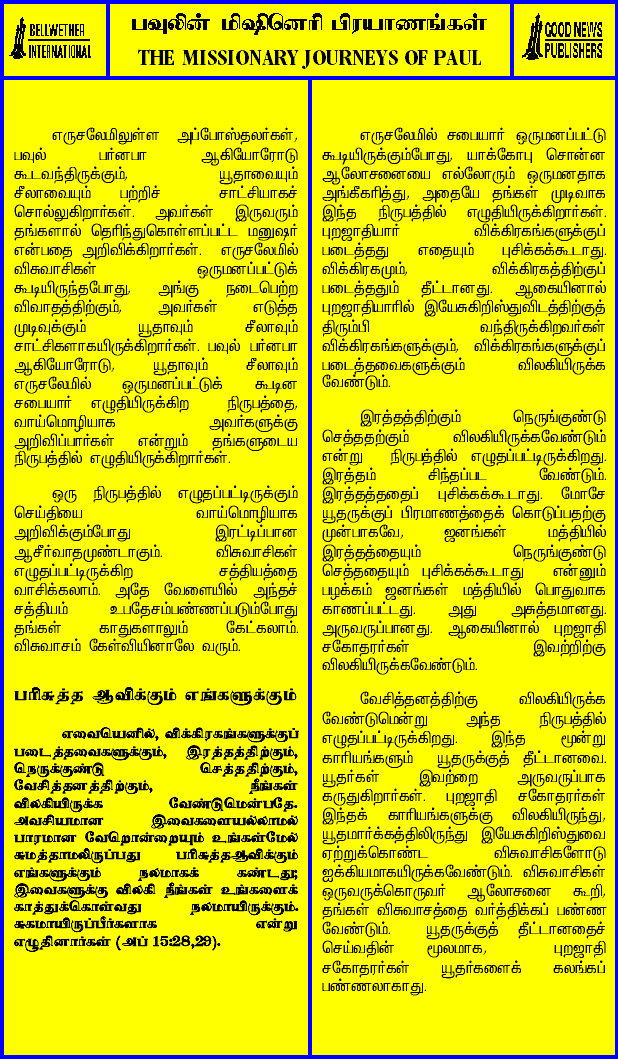 BELLWETHER
INTERNATIONAL
பவுலின் மிஷினெரி பிரயாணங்கள்
THE MISSIONARY JOURNEYS OF PAUL
GOOD NEWS
PUBLISHERS
எருசலேமிலுள்ள அப்போஸ்தலர்கள்,
பவுல் பர்னபா ஆகியோரோடு
கூடவந்திருக்கும், யூதாவையும்
சீலாவையும் பற்றிச் சாட்சியாகச்
சொல்லுகிறார்கள். அவர்கள் இருவரும்
தங்களால் தெரிந்துகொள்ளப்பட்ட மனுஷர்
என்பதை அறிவிக்கிறார்கள். எருசலேமில்
விசுவாசிகள் ஒருமனப்பட்டுக்
கூடியிருந்தபோது, அங்கு நடைபெற்ற
விவாதத்திற்கும், அவர்கள் எடுத்த
முடிவுக்கும் யூதாவும் சீலாவும்
சாட்சிகளாகயிருக்கிறார்கள். பவுல் பர்னபா
ஆகியோரோடு, யூதாவும் சீலாவும்
எருசலேமில் ஒருமனப்பட்டுக் கூடின
சபையார் எழுதியிருக்கிற நிருபத்தை,
வாய்மொழியாக அவர்களுக்கு
அறிவிப்பார்கள் என்றும் தங்களுடைய
நிருபத்தில் எழுதியிருக்கிறார்கள்.
ஒரு நிருபத்தில் எழுதப்பட்டிருக்கும்
செய்தியை வாய்மொழியாக
அறிவிக்கும்போது இரட்டிப்பான
ஆசீர்வாதமுண்டாகும். விசுவாசிகள்
எழுதப்பட்டிருக்கிற சத்தியத்தை
வாசிக்கலாம். அதே வேளையில் அந்தச்
சத்தியம் உபதேசம்பண்ணப்படும்போது
தங்கள் காதுகளாலும் கேட்கலாம்.
விசுவாசம் கேள்வியினாலே வரும்.
பரிசுத்த ஆவிக்கும் எங்களுக்கும்
எவையெனில், விக்கிரகங்களுக்குப்
படைத்தவைகளுக்கும், இரத்தத்திற்கும்,
நெருக்குண்டு செத்ததிற்கும்,
வேசித்தனத்திற்கும், நீங்கள்
விலகியிருக்க வேண்டுமென்பதே.
அவசியமான இவைகளையல்லாமல்
பாரமான வேறொன்றையும் உங்கள்மேல்
சுமத்தாமலிருப்பது பரிசுத்தஆவிக்கும்
எங்களுக்கும் நலமாகக் கண்டது;
இவைகளுக்கு விலகி நீங்கள் உங்களைக்
காத்துக்கொள்வது நலமாயிருக்கும்.
சுகமாயிருப்பீர்களாக என்று
எழுதினார்கள் (அப் 15:28,29).
எருசலேமில் சபையார் ஒருமனப்பட்டு
கூடியிருக்கும்போது, யாக்கோபு சொன்ன
ஆலோசனையை எல்லோரும் ஒருமனதாக
அங்கீகரித்து, அதையே தங்கள் முடிவாக
இந்த நிருபத்தில் எழுதியிருக்கிறார்கள்.
புறஜாதியார் விக்கிரகங்களுக்குப்
படைத்தது எதையும் புசிக்கக்கூடாது.
விக்கிரகமும், விக்கிரகத்திற்குப்
படைத்ததும் தீட்டானது. ஆகையினால்
புறஜாதியாரில் இயேசுகிறிஸ்துவிடத்திற்குத்
திரும்பி வந்திருக்கிறவர்கள்
விக்கிரகங்களுக்கும், விக்கிரகங்களுக்குப்
படைத்தவைகளுக்கும் விலகியிருக்க
வேண்டும்.
இரத்தத்திற்கும் நெருங்குண்டு
செத்ததற்கும் விலகியிருக்கவேண்டும்
என்று நிருபத்தில் எழுதப்பட்டிருக்கிறது.
இரத்தம் சிந்தப்பட வேண்டும்.
இரத்தத்ததைப் புசிக்கக்கூடாது. மோசே
யூதருக்குப் பிரமாணத்தைக் கொடுப்பதற்கு
முன்பாகவே, ஜனங்கள் மத்தியில்
இரத்தத்தையும் நெருங்குண்டு
செத்ததையும் புசிக்கக்கூடாது என்னும்
பழக்கம் ஜனங்கள் மத்தியில் பொதுவாக
காணப்பட்டது. அது அசுத்தமானது.
அருவருப்பானது. ஆகையினால் புறஜாதி
சகோதரர்கள் இவற்றிற்கு
விலகியிருக்கவேண்டும்.
வேசித்தனத்திற்கு விலகியிருக்க
வேண்டுமென்று அந்த நிருபத்தில்
எழுதப்பட்டிருக்கிறது. இந்த மூன்று
காரியங்களும் யூதருக்குத் தீட்டானவை.
யூதர்கள் இவற்றை அருவருப்பாக
கருதுகிறார்கள். புறஜாதி சகோதரர்கள்
இந்தக் காரியங்களுக்கு விலகியிருந்து,
யூதமார்க்கத்திலிருந்து இயேசுகிறிஸ்துவை
ஏற்றுக்கொண்ட விசுவாசிகளோடு
ஐக்கியமாகயிருக்கவேண்டும். விசுவாசிகள்
ஒருவருக்கொருவர் ஆலோசனை கூறி,
தங்கள் விசுவாசத்தை வர்த்திக்கப் பண்ண
வேண்டும். யூதருக்குத் தீட்டானதைச்
செய்வதின் மூலமாக, புறஜாதி
சகோதரர்கள் யூதர்களைக் கலங்கப்
பண்ணலாகாது.